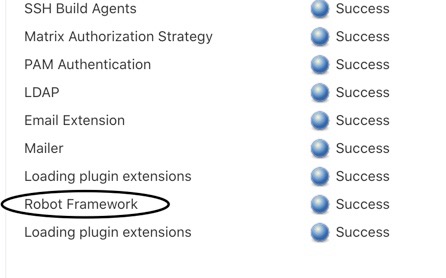 SSH Build Agents Success
Matrix Authorization Strategy Success
PAM Authentication Success
LDAP Success
Email Extension Success
Mailer Success
Loading plugin extensions Success
Robot Framework Success
Loading plugin extensions Success